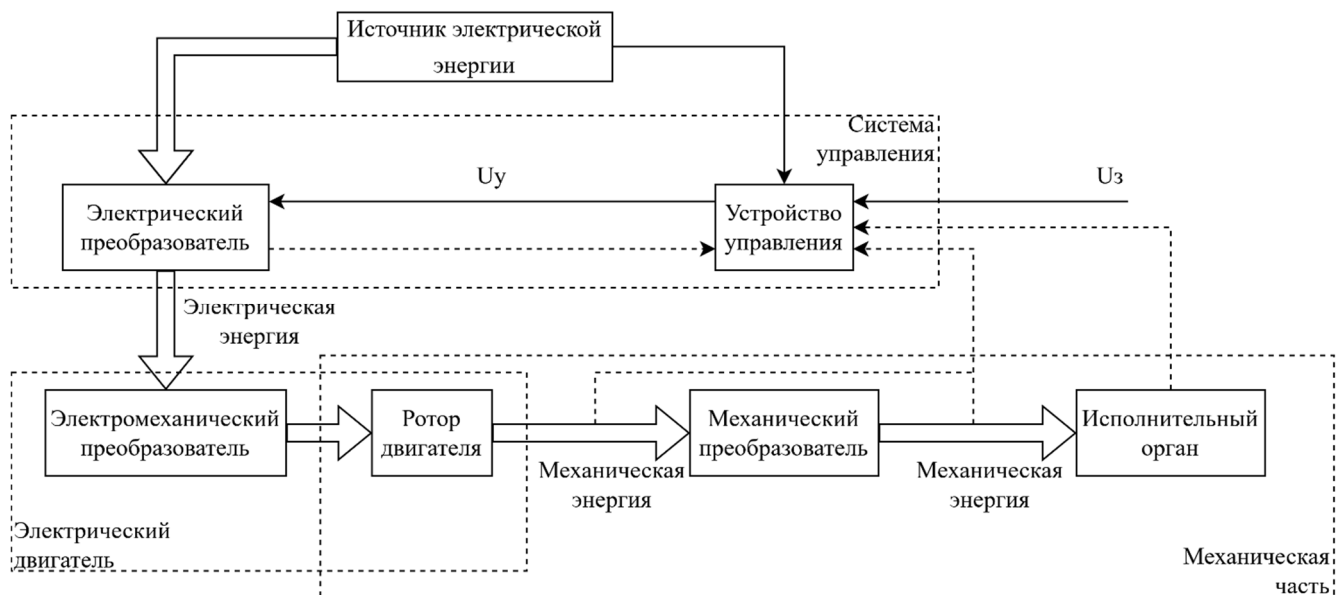 Источник электрической
энергии
Система
управления
Uу
Uз
Электрический
преобразователь
Устройство
управления
Электрическая
энергия
Электромеханический
преобразователь
Ротор
двигателя
Механический
преобразователь
Исполнительный
орган
Механическая
энергия
Механическая
энергия
Электрический
двигатель
Механическая
часть